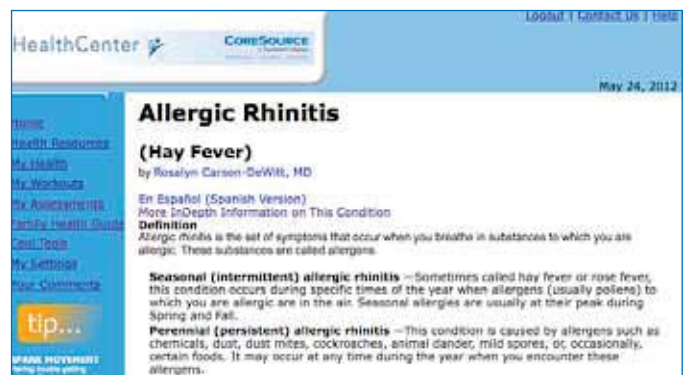 Logout | Contact Us | Help
HealthCenter
CORESOURCE
May 24, 2012
Home
Health Resources
My Health
My Workouts
My Assessments
Family Health Guide
Cool Tools
My Settings
Your Comments
tip...
SPARK MOVEMENT
Allergic Rhinitis
(Hay Fever)
by Rosalyn Carson-DeWitt, MD
En Español (Spanish Version)
More InDepth Information on This Condition
Definition
Allergic rhinitis is the set of symptoms that occur when you breathe in substances to which you are
allergic. These substances are called allergens.
Seasonal (intermittent) allergic rhinitis —Sometimes called hay fever or rose fever,
this condition occurs during specific times of the year when allergens (usually pollens) to
which you are allergic are in the air. Seasonal allergies are usually at their peak during
Spring and Fall.
Perennial (persistent) allergic rhinitis —This condition is caused by allergens such as
chemicals, dust, dust mites, cockroaches, animal dander, mild spores, or, occasionally,
certain foods. It may occur at any time during the year when you encounter these
allergens.